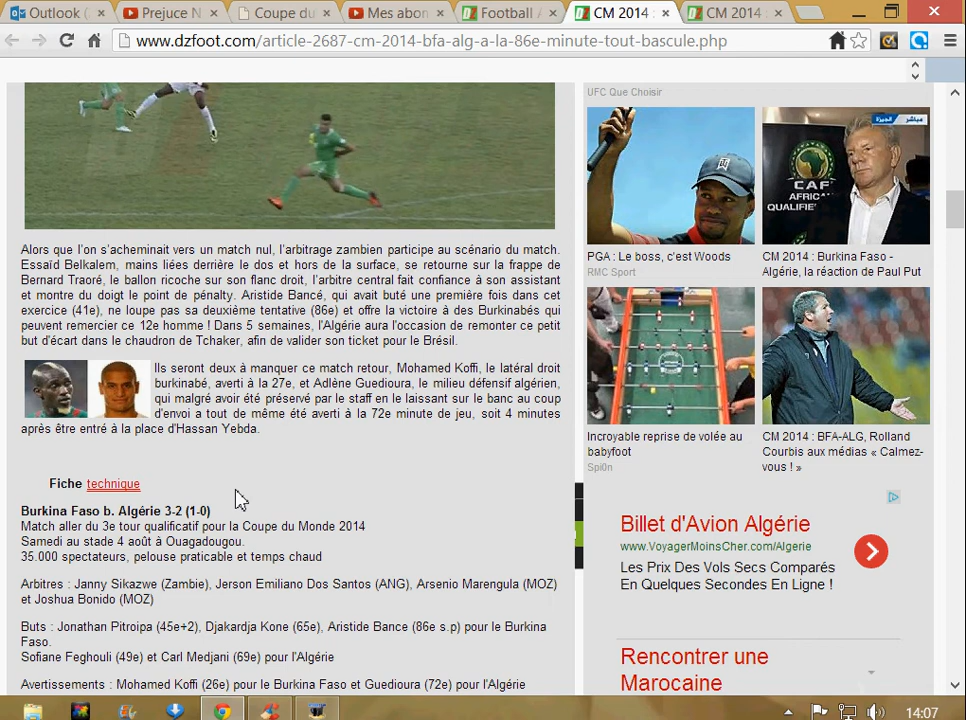 Outlook (
Prejuce N
Coupe du
Mes abon
Football A
CM 2014 :
CM 2014 :
www.dzfoot.com/article-2687-cm-2014-bfa-alg-a-la-86e-minute-tout-bascule.php
Alors que l'on s'acheminait vers un match nul, l'arbitrage zambien participe au scénario du match.
Essaïd Belkalem, mains liées derrière le dos et hors de la surface, se retourne sur la frappe de
Bernard Traoré, le ballon ricoche sur son flanc droit, l'arbitre central fait confiance à son assistant
et montre du doigt le point de pénalty. Aristide Bancé, qui avait buté une première fois dans cet
exercice (41e), ne loupe pas sa deuxième tentative (86e) et offre la victoire à des Burkinabés qui
peuvent remercier ce 12e homme ! Dans 5 semaines, l'Algérie aura l'occasion de remonter ce petit
but d'écart dans le chaudron de Tchaker, afin de valider son ticket pour le Brésil.
Ils seront deux à manquer ce match retour, Mohamed Koffi, le latéral droit
burkinabé, averti à la 27e, et Adlène Guedioura, le milieu défensif algérien,
qui malgré avoir été préservé par le staff en le laissant sur le banc au coup
d'envoi a tout de même été averti à la 72e minute de jeu, soit 4 minutes
après être entré à la place d'Hassan Yebda.
Fiche technique
Burkina Faso b. Algérie 3-2 (1-0)
Match aller du 3e tour qualificatif pour la Coupe du Monde 2014
Samedi au stade 4 août à Ouagadougou.
35.000 spectateurs, pelouse praticable et temps chaud
Arbitres : Janny Sikazwe (Zambie), Jerson Emiliano Dos Santos (ANG), Arsenio Marengula (MOZ)
et Joshua Bonido (MOZ)
Buts : Jonathan Pitroipa (45e+2), Djakardja Kone (65e), Aristide Bance (86e s.p) pour le Burkina
Faso.
Sofiane Feghouli (49e) et Carl Medjani (69e) pour l'Algérie
Avertissements : Mohamed Koffi (26e) pour le Burkina Faso et Guedioura (72e) pour l'Algérie
UFC Que Choisir
مباشر الجزيرة
CAF
AFRICAN
QUALIFIE
PGA : Le boss, c'est Woods
RMC Sport
CM 2014 : Burkina Faso -
Algérie, la réaction de Paul Put
Incroyable reprise de volée au
babyfoot
Spi0n
CM 2014 : BFA-ALG, Rolland
Courbis aux médias « Calmez-
vous ! »
Billet d'Avion Algérie
www.VoyagerMoinsCher.com/Algerie
Les Prix Des Vols Secs Comparés
En Quelques Secondes En Ligne !
Rencontrer une
Marocaine
14:07